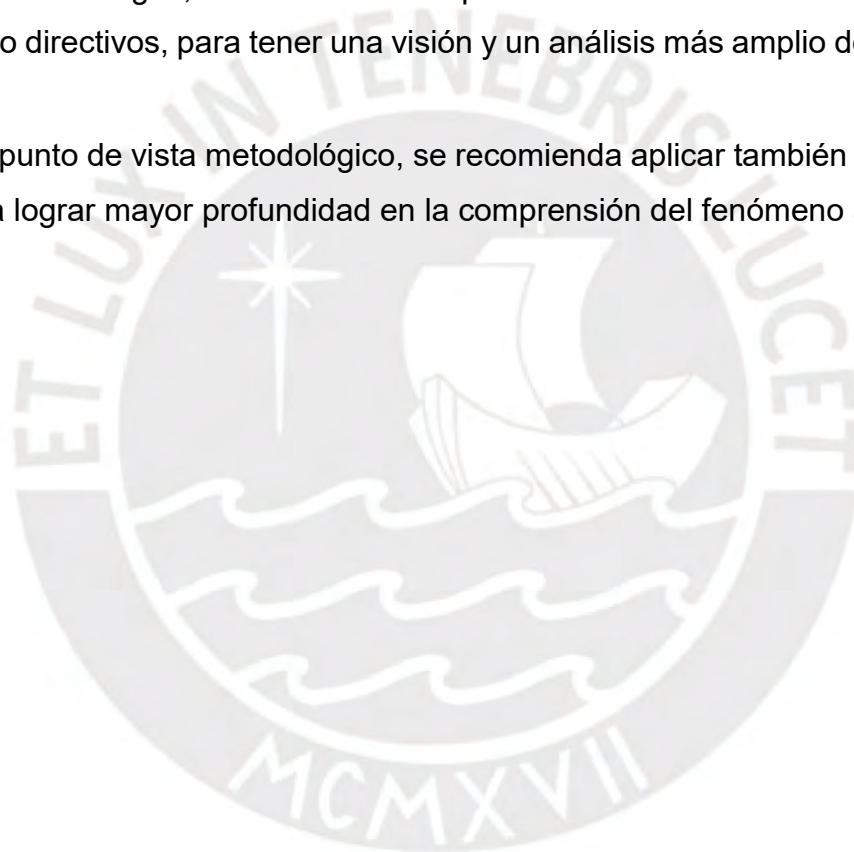 o directivos, para tener una visión y un análisis más amplio de
punto de vista metodológico, se recomienda aplicar también
lograr mayor profundidad en la comprensión del fenómeno
ET LUX IN TENEBRIS LUCET
MCMXVII